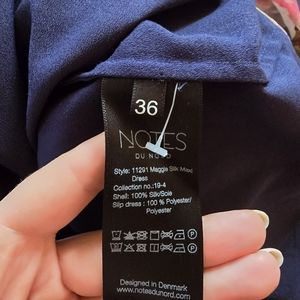 36
NOTES
DU NORD
Style: 11291 Maggie Silk Maxi
Dress
Collection no.:19-4
Shell: 100% Silk/Soie
Slip dress : 100 % Polyester/
Polyester
Designed in Denmark
www.notesdunord.com